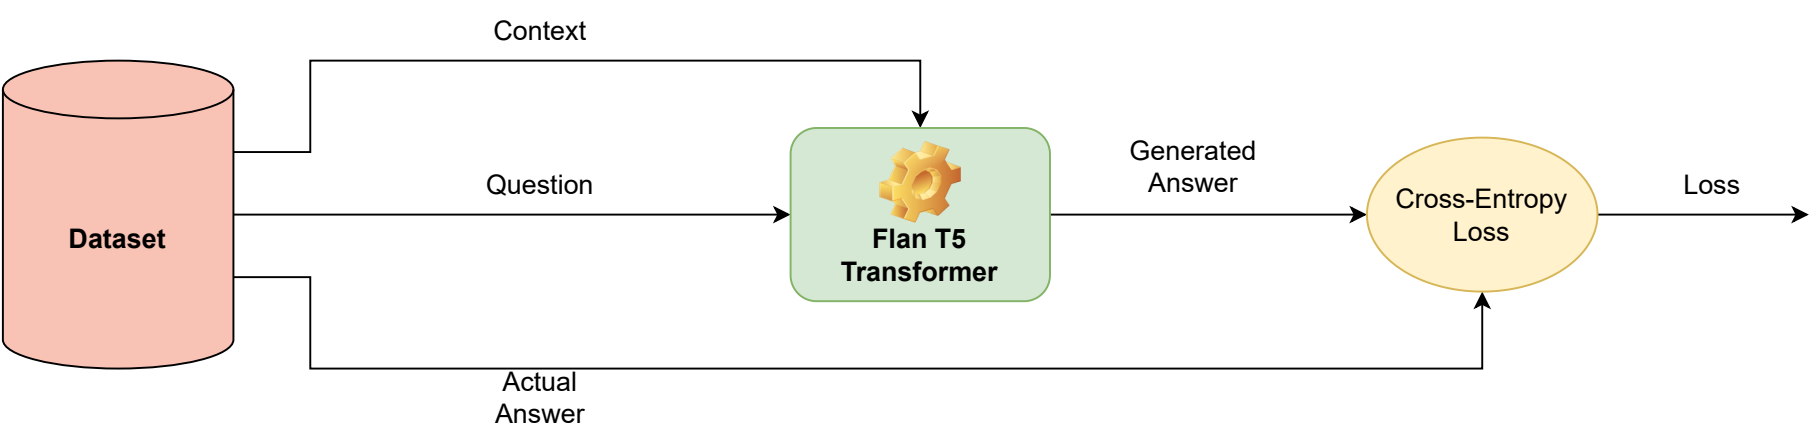 Context
Question
Dataset
Flan T5
Transformer
Generated
Answer
Cross-Entropy
Loss
Loss
Actual
Answer